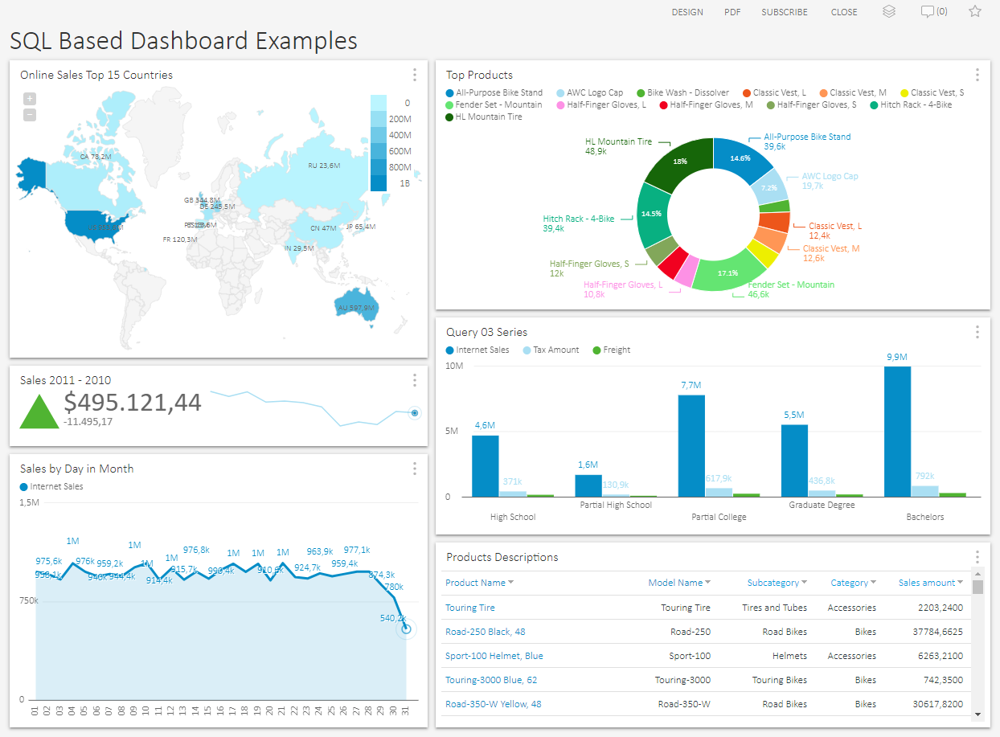 DESIGN PDF SUBSCRIBE CLOSE (0)
SQL Based Dashboard Examples
Online Sales Top 15 Countries
+
−
0
200M
400M
600M
800M
1B
CA 78,2M
RU 23,6M
GB 344,8M
DE 245,5M
FR 120,3M
CN 47M
JP 65,4M
IN 29,5M
AU 597,9M
Sales 2011 - 2010
$495.121,44
-11.495,17
Sales by Day in Month
Internet Sales
1,5M
750k
0
975,6k
958,1k
1M
976k
946k
959,2k
944,4k
1M
1M
914,4k
1M
915,7k
976,8k
990,4k
1M
1M
910,6k
1M
924,7k
963,9k
959,4k
977,1k
874,3k
780k
540,2k
01 02 03 04 05 06 07 08 09 10 11 12 13 14 15 16 17 18 19 20 21 22 23 24 25 26 27 28 29 30 31
Top Products
All-Purpose Bike Stand AWC Logo Cap Bike Wash - Dissolver Classic Vest, L Classic Vest, M Classic Vest, S
Fender Set - Mountain Half-Finger Gloves, L Half-Finger Gloves, M Half-Finger Gloves, S Hitch Rack - 4-Bike
HL Mountain Tire
HL Mountain Tire
48,9k
All-Purpose Bike Stand
39,6k
18%
14.6%
AWC Logo Cap
19,7k
7.2%
Hitch Rack - 4-Bike
39,4k
14.5%
Classic Vest, L
12,4k
Classic Vest, M
12,6k
Half-Finger Gloves, S
12k
17.1%
Half-Finger Gloves, L
10,8k
Fender Set - Mountain
46,6k
Query 03 Series
Internet Sales Tax Amount Freight
10M
5M
0
4,6M
371k
1,6M
130,9k
7,7M
617,9k
5,5M
436,8k
9,9M
792k
High School
Partial High School
Partial College
Graduate Degree
Bachelors
Products Descriptions
Product Name Model Name Subcategory Category Sales amount
Touring Tire Touring Tire Tires and Tubes Accessories 2203,2400
Road-250 Black, 48 Road-250 Road Bikes Bikes 37784,6625
Sport-100 Helmet, Blue Sport-100 Helmets Accessories 6263,2100
Touring-3000 Blue, 62 Touring-3000 Touring Bikes Bikes 742,3500
Road-350-W Yellow, 48 Road-350-W Road Bikes Bikes 30617,8200